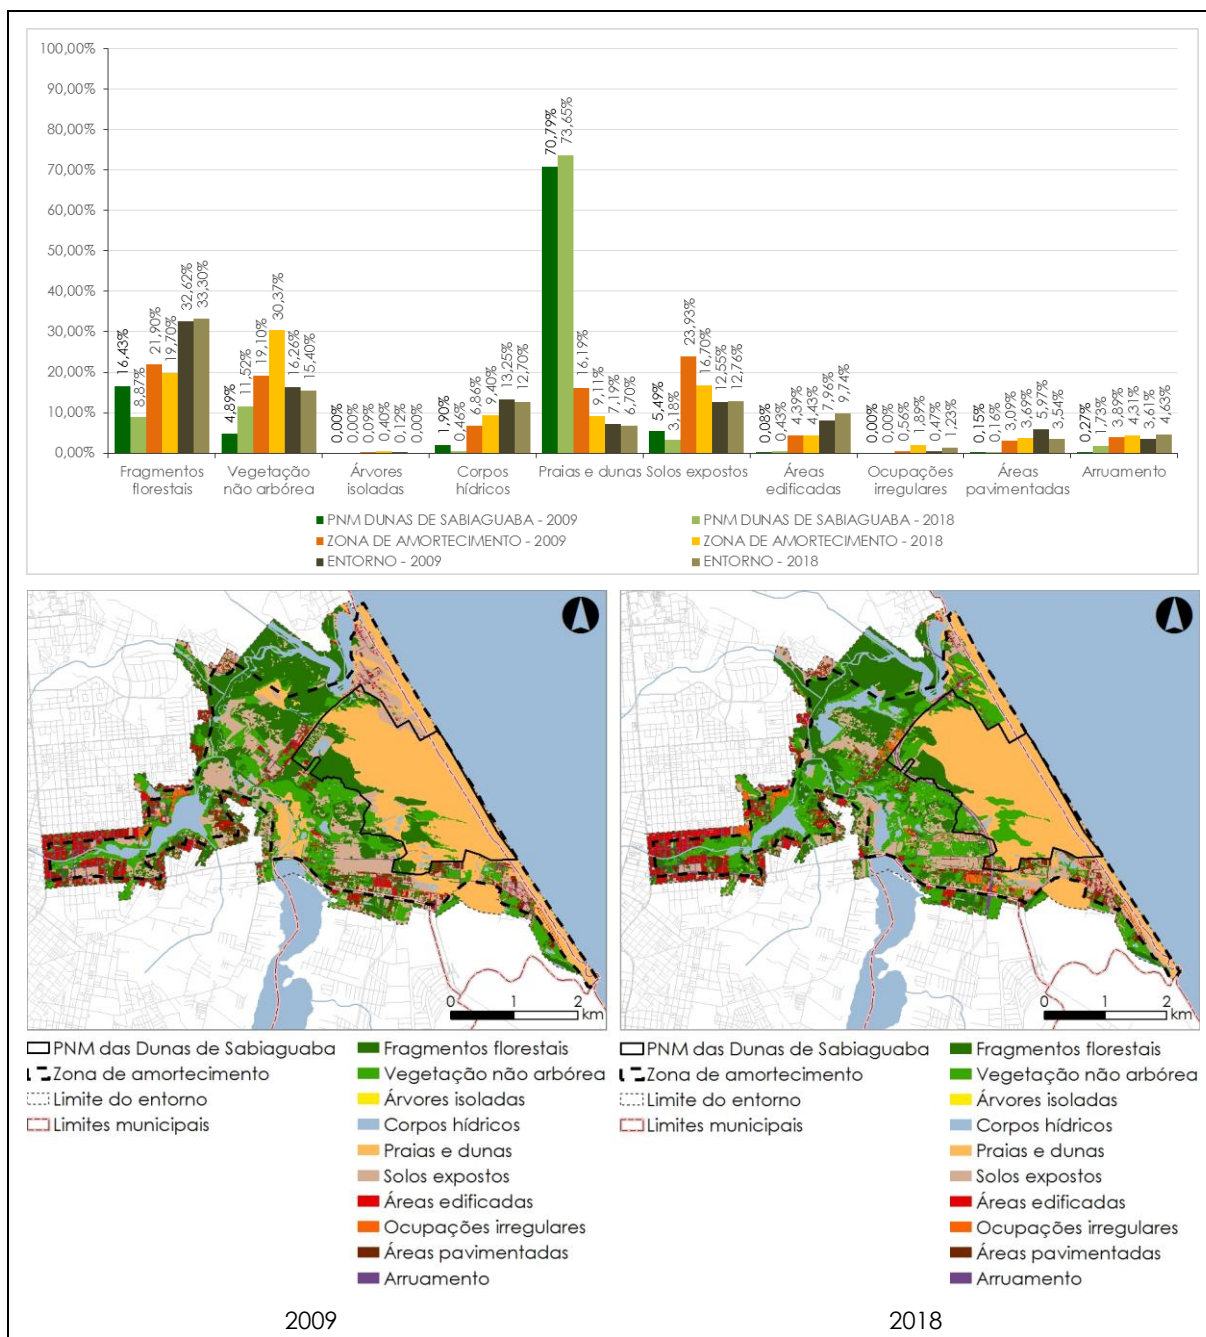 100,00%
90,00%
80,00%
70,00%
60,00%
50,00%
40,00%
30,00%
20,00%
10,00%
0,00%
16,43%
8,87%
21,90%
19,70%
32,62%
33,30%
4,89%
11,52%
19,10%
30,37%
16,26%
15,40%
0,00%
0,00%
0,09%
0,40%
0,12%
0,00%
1,90%
0,46%
6,86%
9,40%
13,25%
12,70%
70,79%
73,65%
16,19%
9,11%
7,19%
6,70%
5,49%
3,18%
23,93%
16,70%
12,55%
12,76%
0,08%
0,43%
4,39%
4,43%
7,96%
9,74%
0,00%
0,00%
0,56%
1,89%
0,47%
1,23%
0,15%
0,16%
3,09%
3,69%
5,97%
3,54%
0,27%
1,73%
3,89%
4,31%
3,61%
4,63%
Fragmentos
florestais
Vegetação
não arbórea
Árvores
isoladas
Corpos
hídricos
Praias e dunas
Solos expostos
Áreas
edificadas
Ocupações
irregulares
Áreas
pavimentadas
Arruamento
PNM DUNAS DE SABIAGUABA - 2009
PNM DUNAS DE SABIAGUABA - 2018
ZONA DE AMORTECIMENTO - 2009
ZONA DE AMORTECIMENTO - 2018
ENTORNO - 2009
ENTORNO - 2018
0 1 2
km
0 1 2
km
PNM das Dunas de Sabiaguaba
Zona de amortecimento
Limite do entorno
Limites municipais
Fragmentos florestais
Vegetação não arbórea
Árvores isoladas
Corpos hídricos
Praias e dunas
Solos expostos
Áreas edificadas
Ocupações irregulares
Áreas pavimentadas
Arruamento
PNM das Dunas de Sabiaguaba
Zona de amortecimento
Limite do entorno
Limites municipais
Fragmentos florestais
Vegetação não arbórea
Árvores isoladas
Corpos hídricos
Praias e dunas
Solos expostos
Áreas edificadas
Ocupações irregulares
Áreas pavimentadas
Arruamento
2009
2018